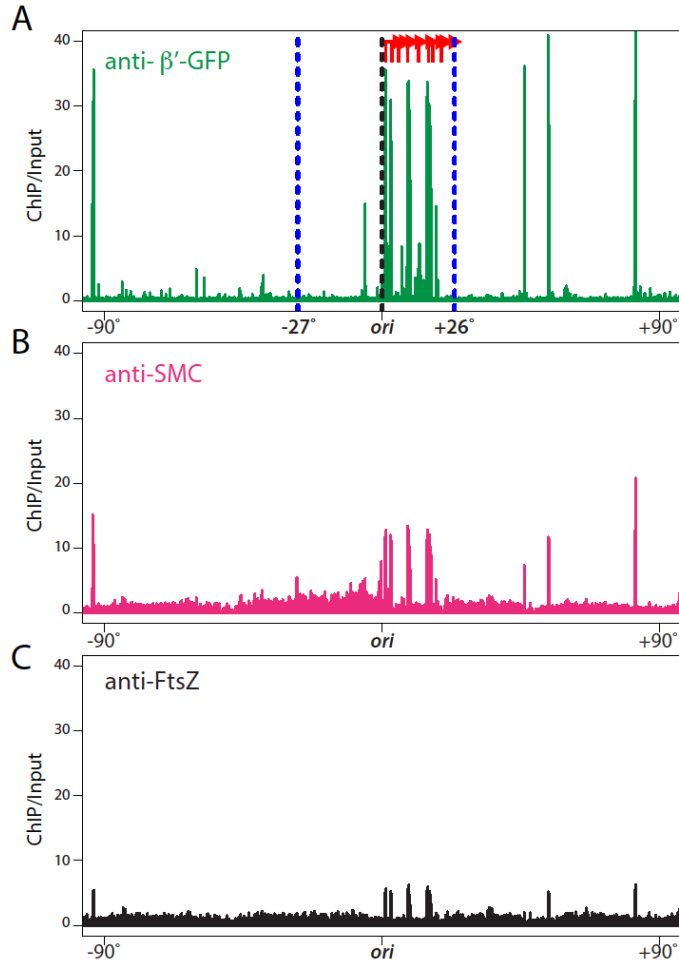 A
anti- β'-GFP
40
30
20
10
0
ChIP/Input
-90° -27° ori +26° +90°
B
anti-SMC
40
30
20
10
0
ChIP/Input
-90° ori +90°
C
anti-FtsZ
40
30
20
10
0
ChIP/Input
-90° ori +90°